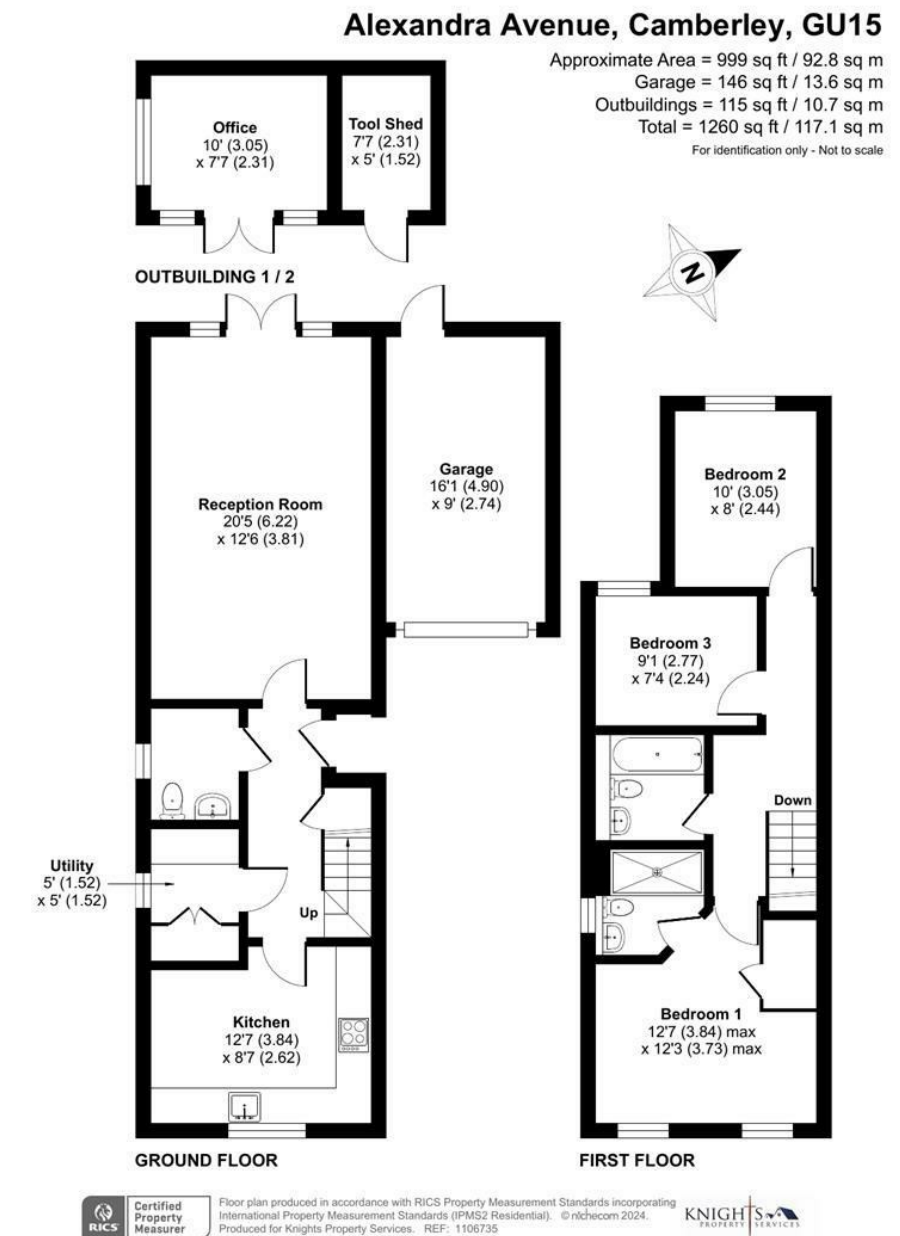 Alexandra Avenue, Camberley, GU15
Approximate Area = 999 sq ft / 92.8 sq m
Garage = 146 sq ft / 13.6 sq m
Outbuildings = 115 sq ft / 10.7 sq m
Total = 1260 sq ft / 117.1 sq m
For identification only - Not to scale
Office
10' (3.05)
x 7'7 (2.31)
Tool Shed
7'7 (2.31)
x 5' (1.52)
OUTBUILDING 1 / 2
N
Reception Room
20'5 (6.22)
x 12'6 (3.81)
Garage
16'1 (4.90)
x 9' (2.74)
Utility
5' (1.52)
x 5' (1.52)
Up
Kitchen
12'7 (3.84)
x 8'7 (2.62)
GROUND FLOOR
Bedroom 2
10' (3.05)
x 8' (2.44)
Bedroom 3
9'1 (2.77)
x 7'4 (2.24)
Down
Bedroom 1
12'7 (3.84) max
x 12'3 (3.73) max
FIRST FLOOR
RICS
Certified
Property
Measurer
Floor plan produced in accordance with RICS Property Measurement Standards incorporating
International Property Measurement Standards (IPMS2 Residential). © nichecom 2024.
Produced for Knights Property Services. REF: 1106735
KNIGHTS
PROPERTY SERVICES